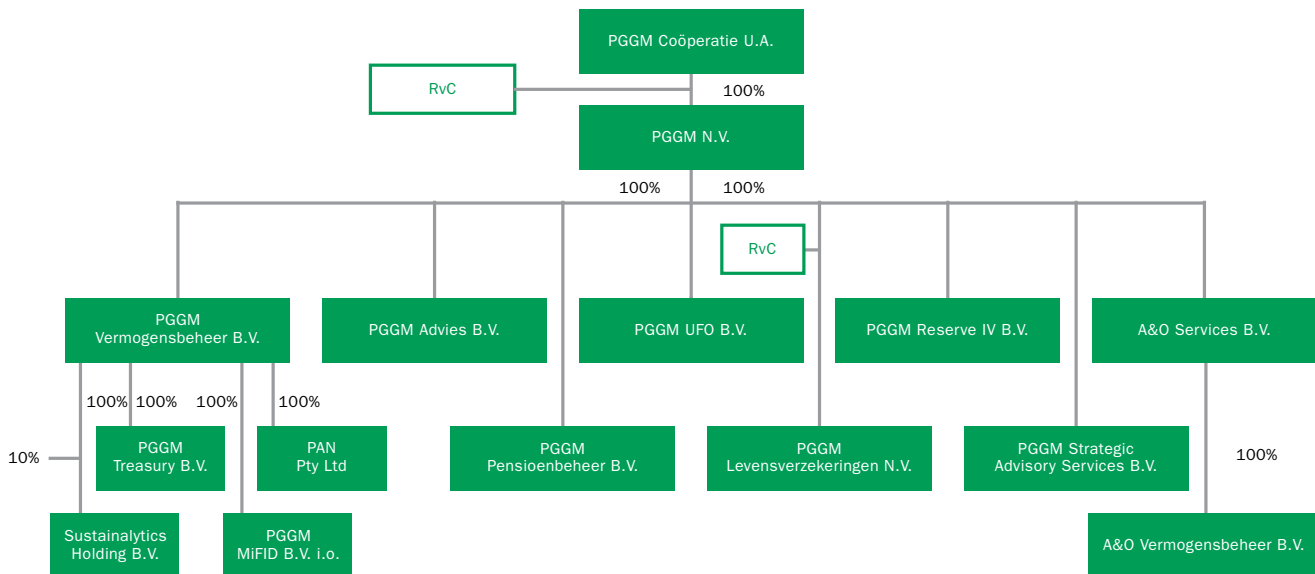 PGGM Coöperatie U.A.
RvC
100%
PGGM N.V.
100%
100%
RvC
PGGM
Vermogensbeheer B.V.
PGGM Advies B.V.
PGGM UFO B.V.
PGGM Reserve IV B.V.
A&O Services B.V.
100%
100%
100%
100%
PGGM
Treasury B.V.
PAN
Pty Ltd
PGGM
Pensioenbeheer B.V.
PGGM
Levensverzekeringen N.V.
PGGM Strategic
Advisory Services B.V.
10%
100%
Sustainalytics
Holding B.V.
PGGM
MiFID B.V. i.o.
A&O Vermogensbeheer B.V.